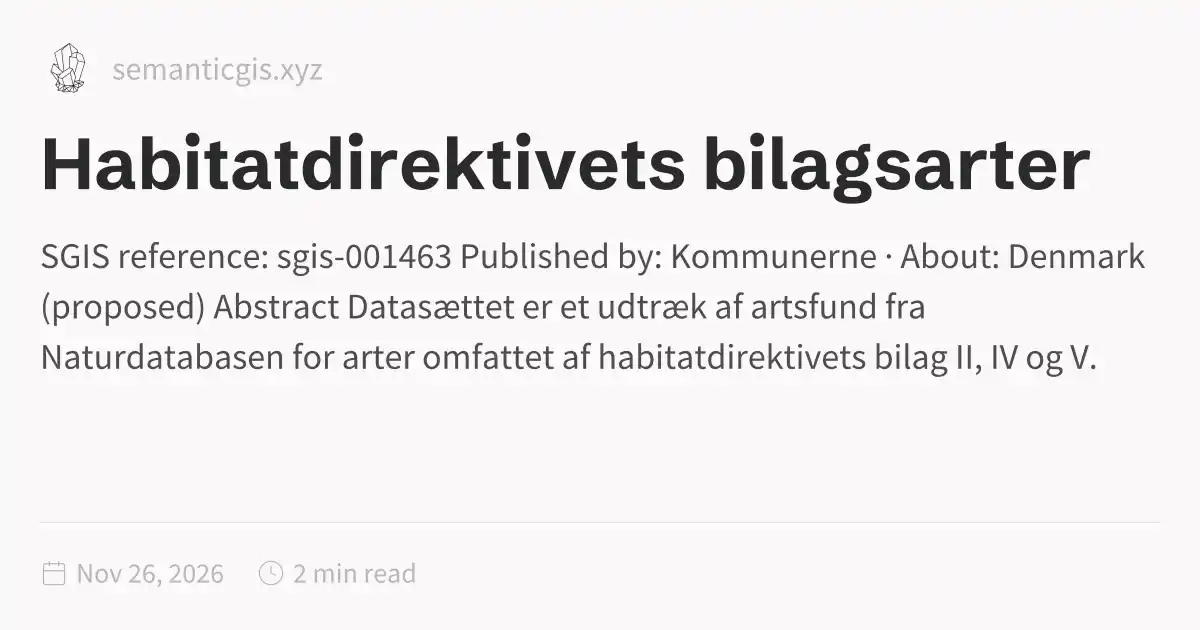 semanticgis.xyz
Habitatdirektivets bilagsarter
SGIS reference: sgis-001463 Published by: Kommunerne · About: Denmark
(proposed) Abstract Datasættet er et udtræk af artsfund fra
Naturdatabasen for arter omfattet af habitatdirektivets bilag II, IV og V.
Nov 26, 2026 2 min read